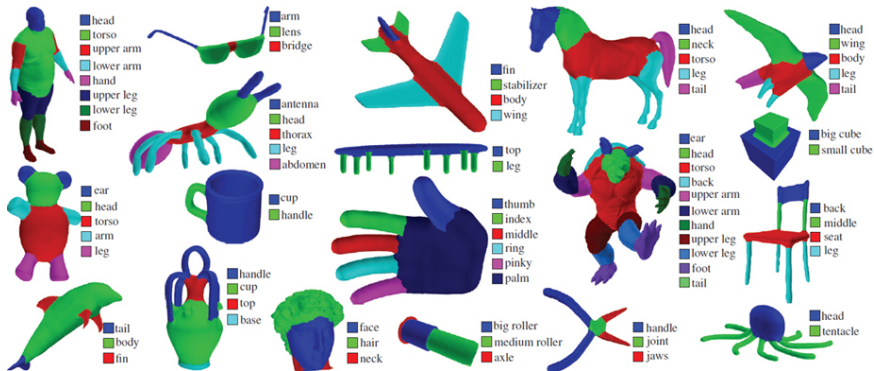 head
torso
upper arm
lower arm
hand
upper leg
lower leg
foot
arm
lens
bridge
fin
stabilizer
body
wing
head
neck
torso
leg
tail
head
wing
body
leg
tail
antenna
head
thorax
leg
abdomen
top
leg
ear
head
torso
back
upper arm
lower arm
hand
upper leg
lower leg
foot
tail
big cube
small cube
ear
head
torso
arm
leg
cup
handle
thumb
index
middle
ring
pinky
palm
back
middle
seat
leg
tail
body
fin
handle
cup
top
base
face
hair
neck
big roller
medium roller
axle
handle
joint
jaws
head
tentacle